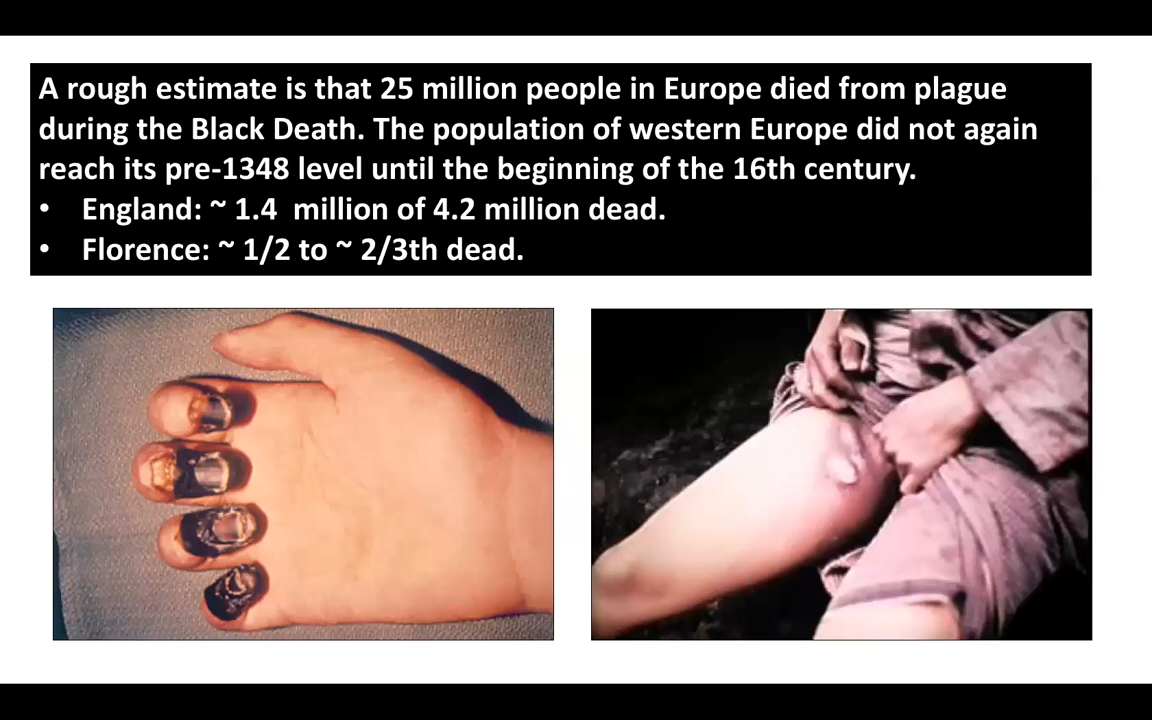 A rough estimate is that 25 million people in Europe died from plague
during the Black Death. The population of western Europe did not again
reach its pre-1348 level until the beginning of the 16th century.
• England: ~ 1.4  million of 4.2 million dead.
• Florence: ~ 1/2 to ~ 2/3th dead.